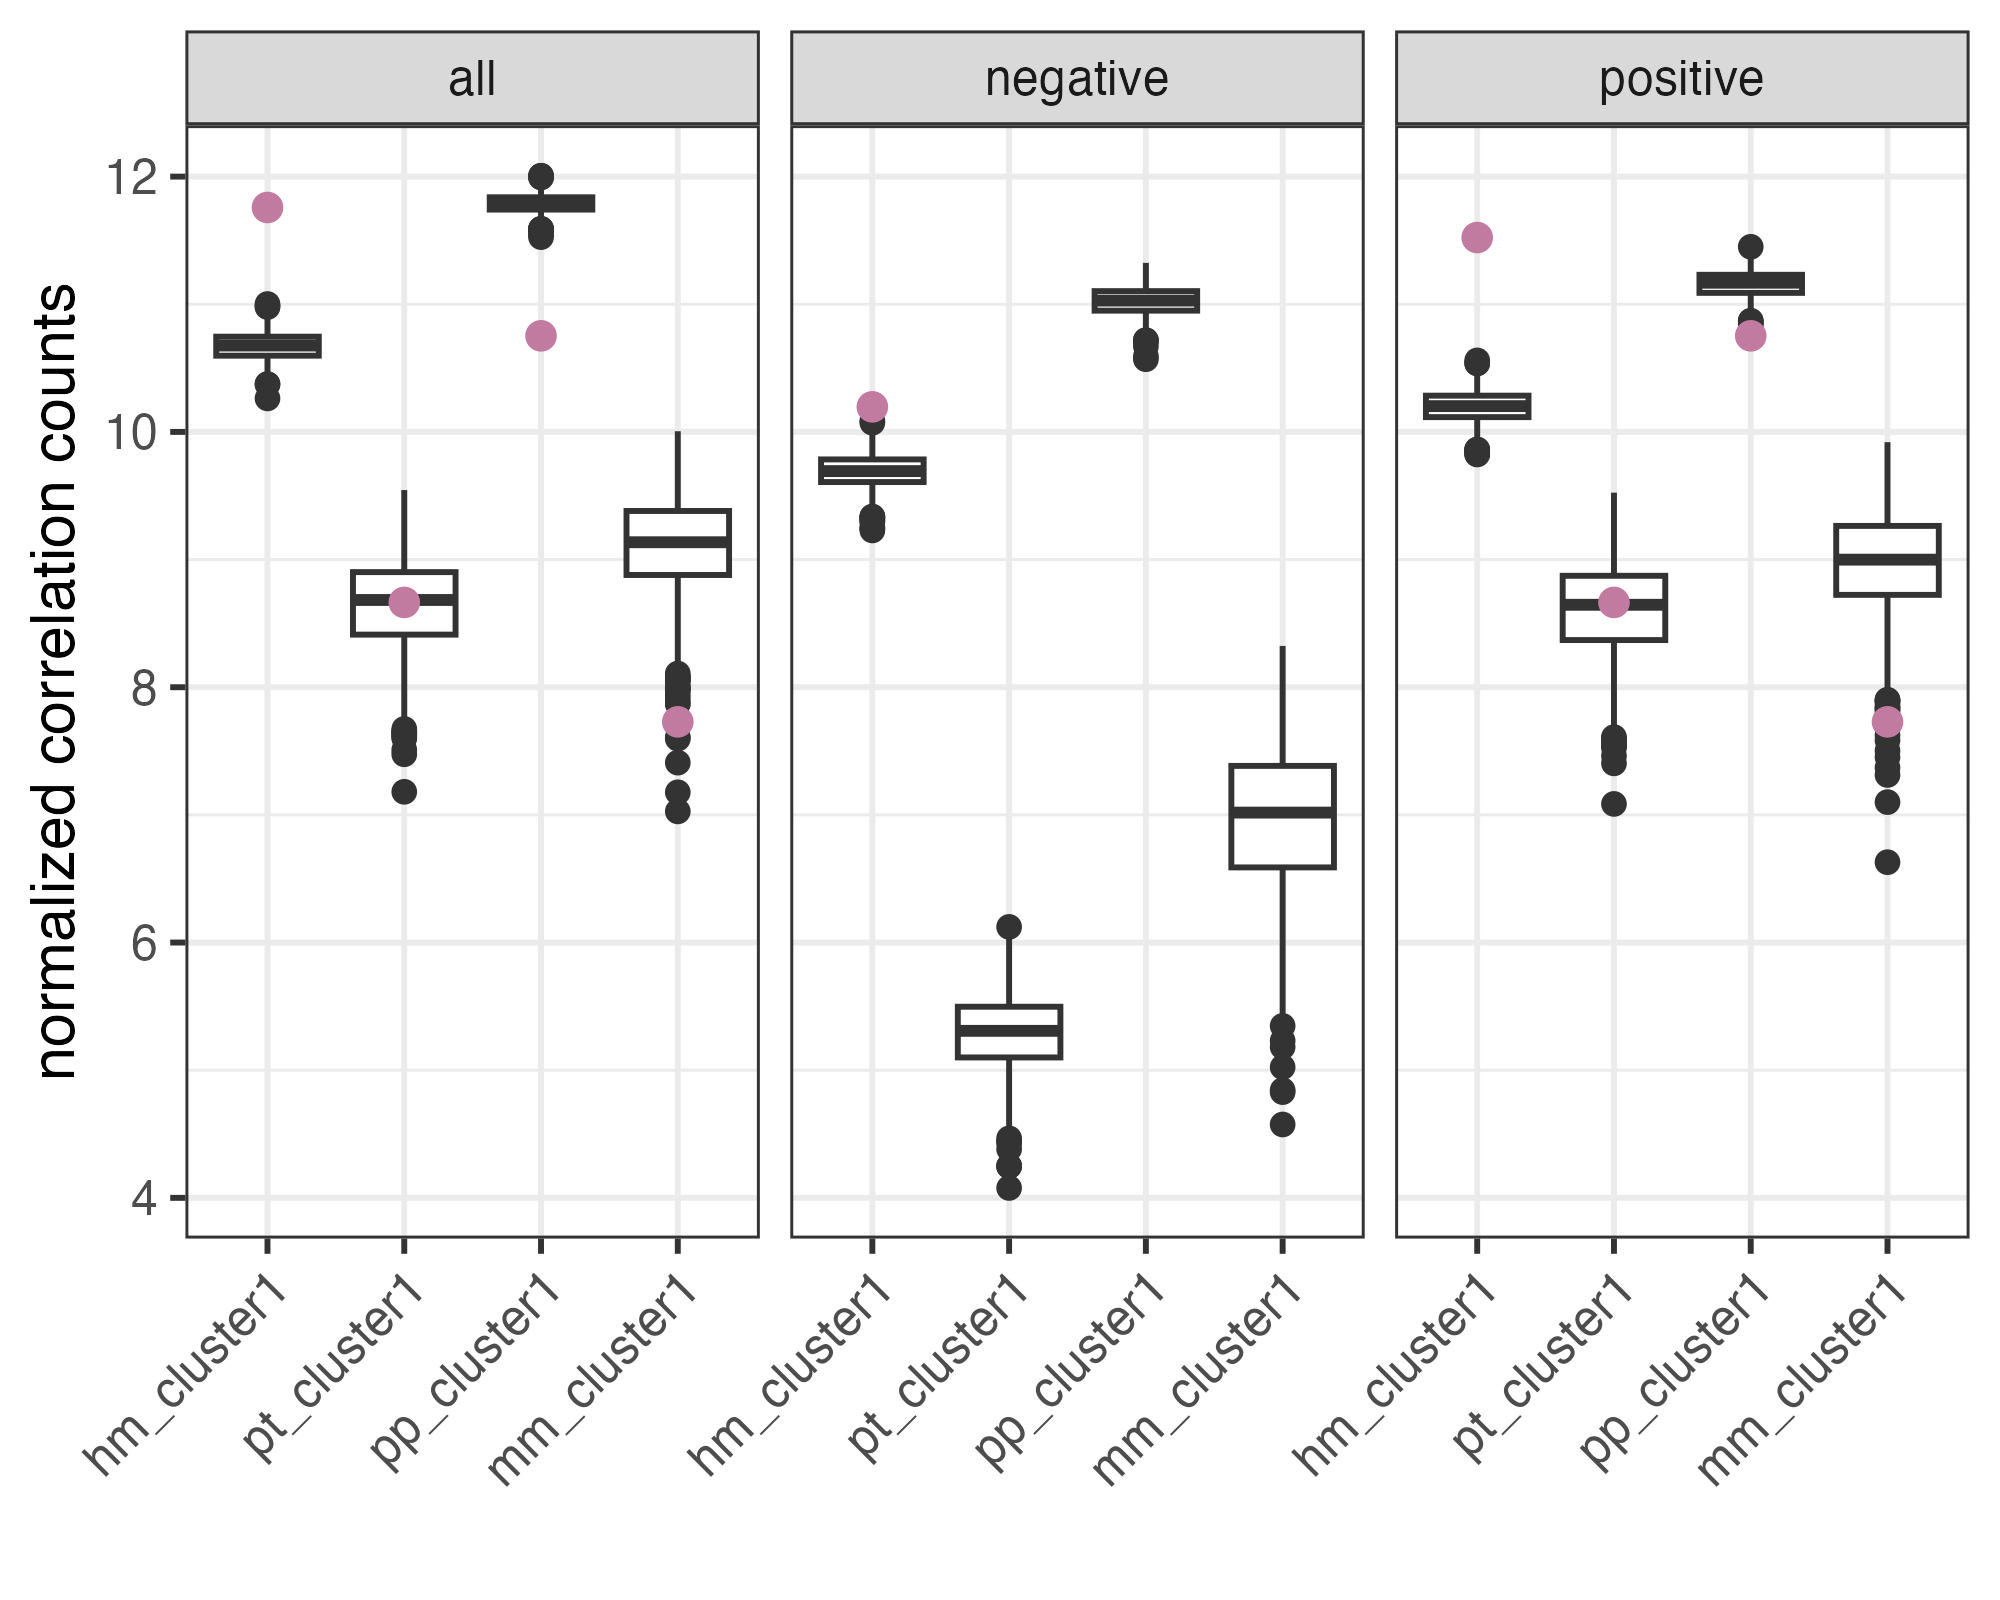 all
negative
positive
normalized correlation counts
12
10
8
6
4
hm_cluster1
pt_cluster1
pp_cluster1
mm_cluster1
hm_cluster1
pt_cluster1
pp_cluster1
mm_cluster1
hm_cluster1
pt_cluster1
pp_cluster1
mm_cluster1